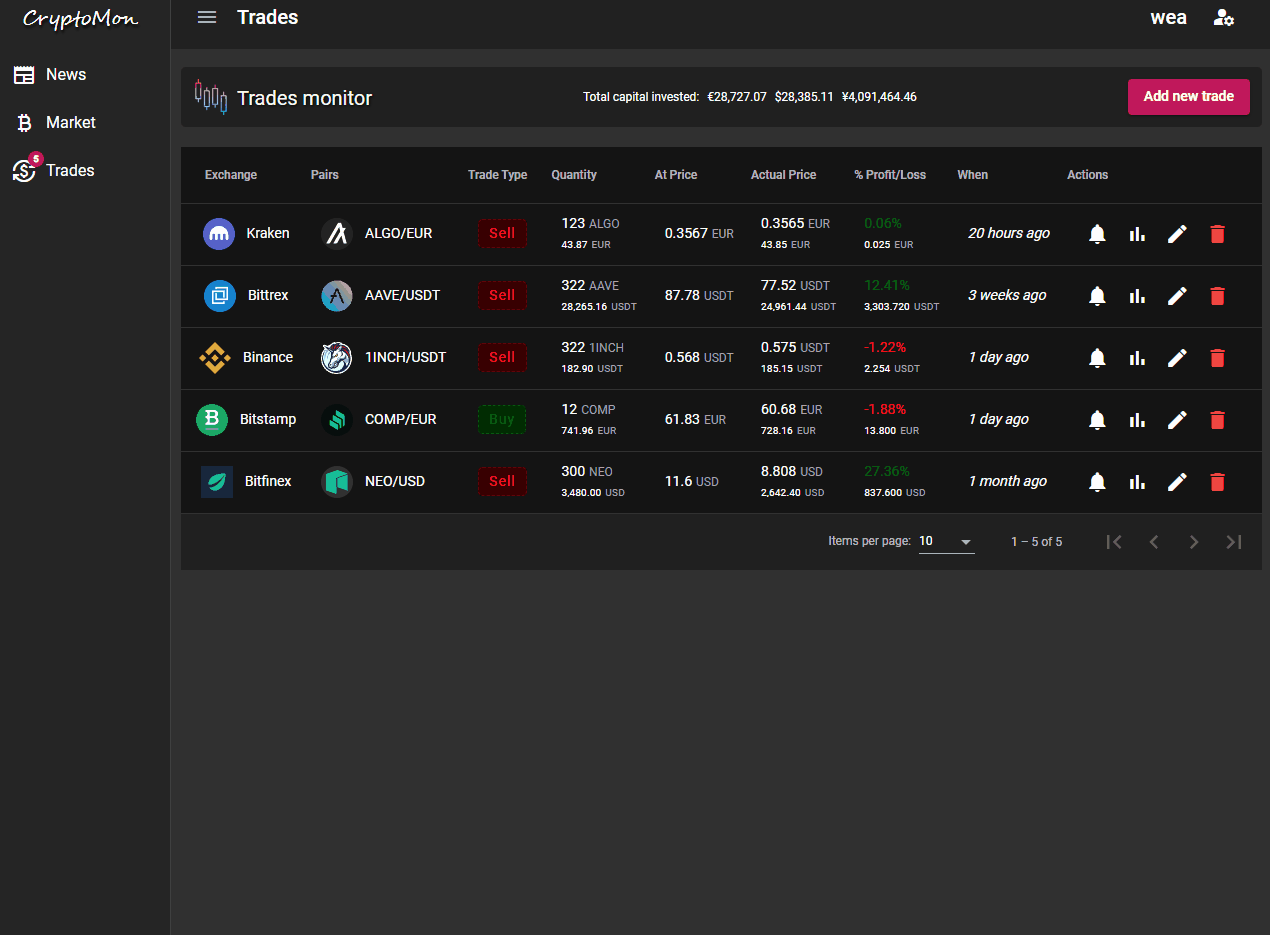 CryptoMon
Trades
wea
News
Market
5
Trades
Trades monitor
Total capital invested: €28,727.07 $28,385.11 ¥4,091,464.46
Add new trade
Exchange Pairs Trade Type Quantity At Price Actual Price % Profit/Loss When Actions
Kraken ALGO/EUR Sell 123 ALGO 0.3567 EUR 0.3565 EUR 0.06% 20 hours ago
43.87 EUR 43.85 EUR 0.025 EUR
Bittrex AAVE/USDT Sell 322 AAVE 87.78 USDT 77.52 USDT 12.41% 3 weeks ago
28,265.16 USDT 24,961.44 USDT 3,303.720 USDT
Binance 1INCH/USDT Sell 322 1INCH 0.568 USDT 0.575 USDT -1.22% 1 day ago
182.90 USDT 185.15 USDT 2.254 USDT
Bitstamp COMP/EUR Buy 12 COMP 61.83 EUR 60.68 EUR -1.88% 1 day ago
741.96 EUR 728.16 EUR 13.800 EUR
Bitfinex NEO/USD Sell 300 NEO 11.6 USD 8.808 USD 27.36% 1 month ago
3,480.00 USD 2,642.40 USD 837.600 USD
Items per page: 10 1 – 5 of 5